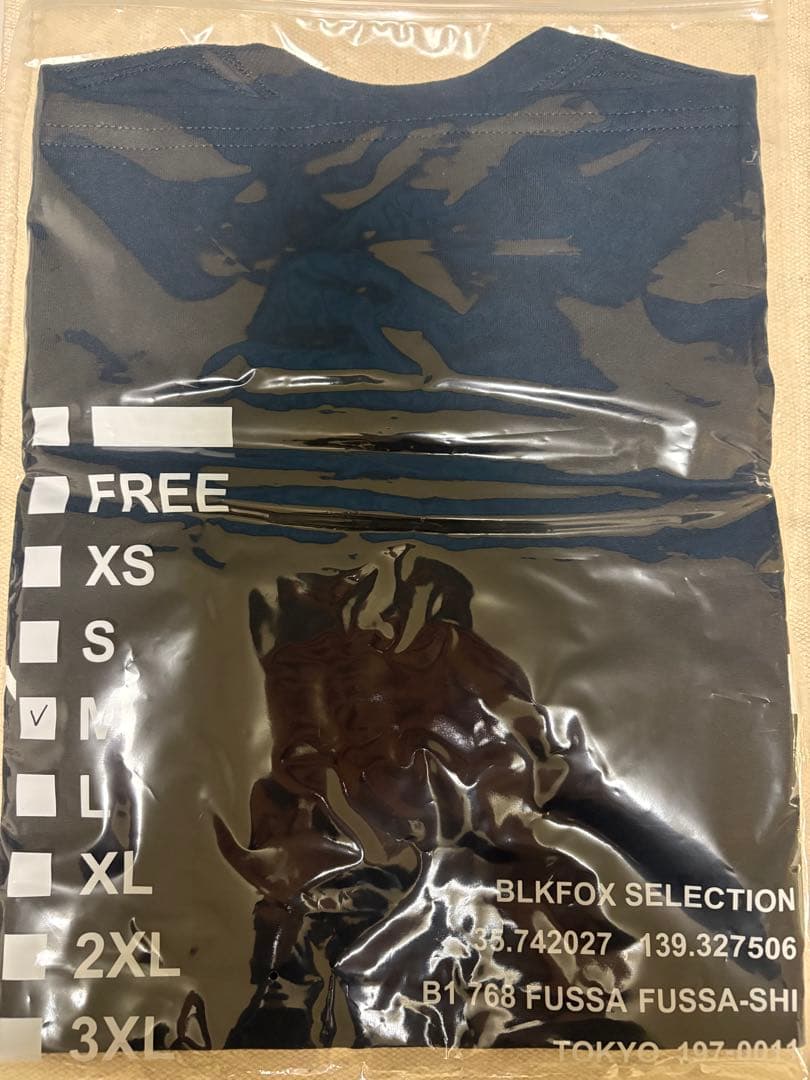 FREE
XS
S
✓ M
L
XL
2XL
3XL
BLKFOX SELECTION
35.742027 139.327506
B1 768 FUSSA FUSSA-SHI
TOKYO 197-0011